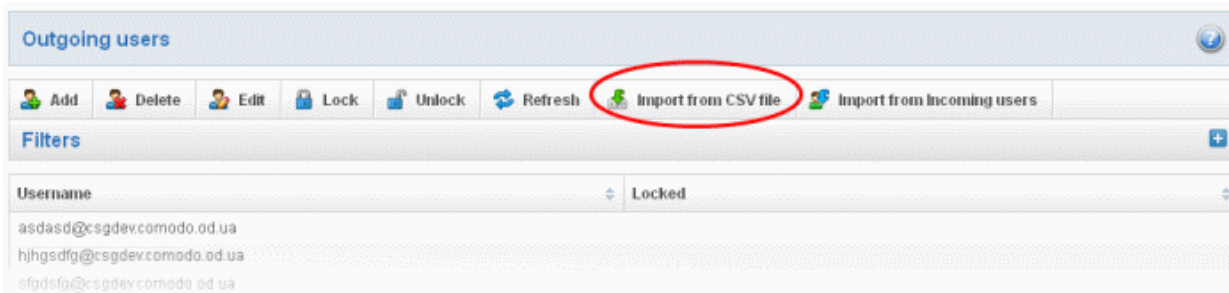 Outgoing users
Add Delete Edit Lock Unlock Refresh Import from CSV file Import from Incoming users
Filters
Username Locked
asdasd@csgdev.comodo.od.ua
hjhgsdfg@csgdev.comodo.od.ua
sfgdsfg@csgdev.comodo.od.ua